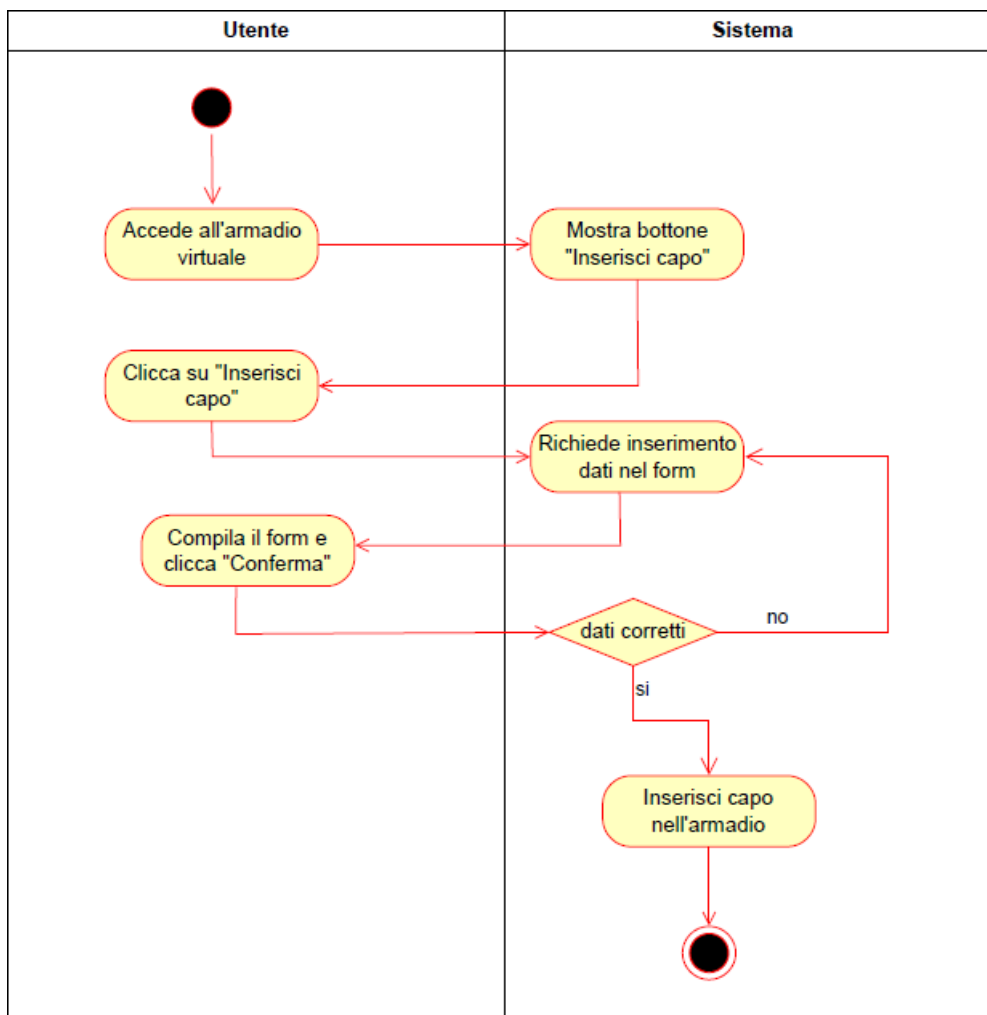 Utente
Sistema
Accede all'armadio
virtuale
Mostra bottone
"Inserisci capo"
Clicca su "Inserisci
capo"
Richiede inserimento
dati nel form
Compila il form e
clicca "Conferma"
dati corretti
no
si
Inserisci capo
nell'armadio